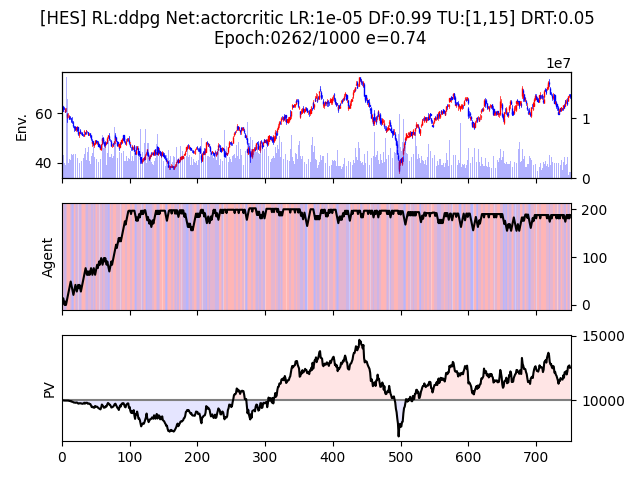 [HES] RL:ddpg Net:actorcritic LR:1e-05 DF:0.99 TU:[1,15] DRT:0.05
Epoch:0262/1000 e=0.74
1e7
Env.
60
40
1
0
Agent
200
100
0
PV
15000
10000
0 100 200 300 400 500 600 700